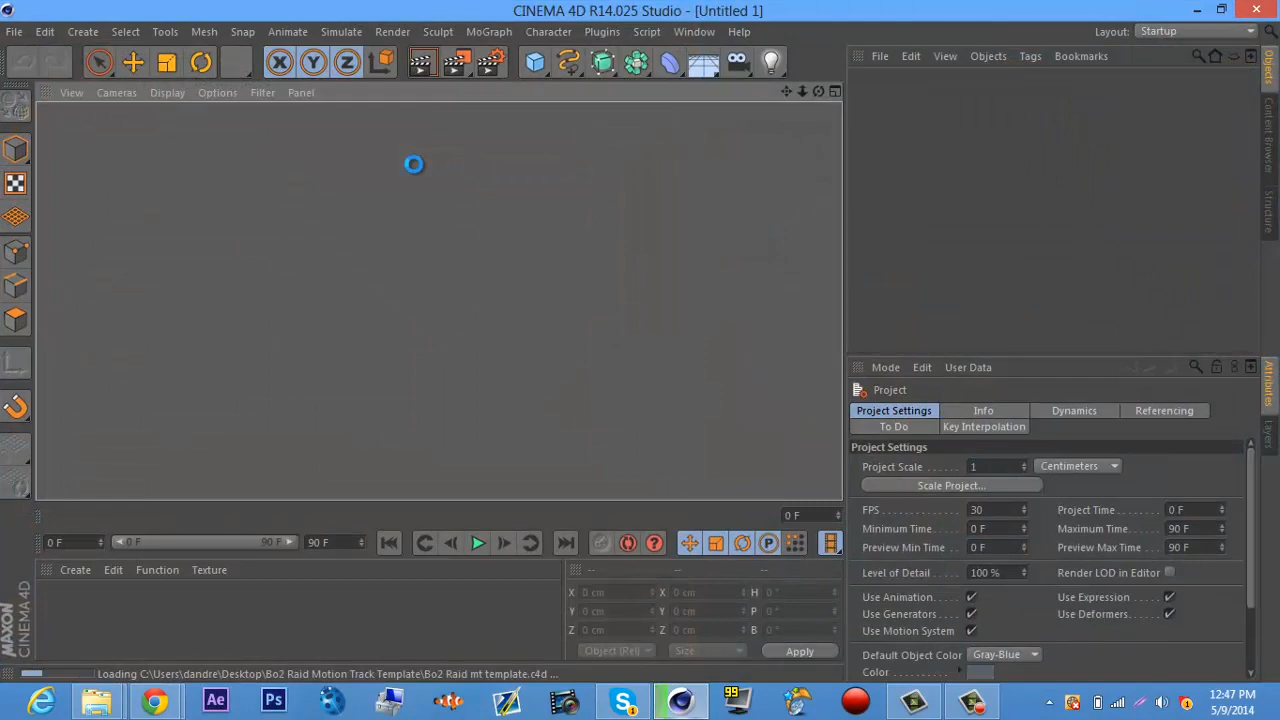 CINEMA 4D R14.025 Studio - [Untitled 1]
File Edit Create Select Tools Mesh Snap Animate Simulate Render Sculpt MoGraph Character Plugins Script Window Help Layout: Startup
X Y Z
File Edit View Objects Tags Bookmarks
View Cameras Display Options Filter Panel
Objects
Content Browser
Structure
Mode Edit User Data
Project
Project Settings Info Dynamics Referencing
To Do Key Interpolation
Attributes
Layers
Project Settings
Project Scale 1 Centimeters
Scale Project...
FPS 30 Project Time 0 F
Minimum Time 0 F Maximum Time 90 F
Preview Min Time 0 F Preview Max Time 90 F
Level of Detail 100 % Render LOD in Editor
Use Animation Use Expression
Use Generators Use Deformers
Use Motion System
Default Object Color Gray-Blue
Color
0 F
0 F 0 F 90 F 90 F
P
Create Edit Function Texture
-- -- --
X 0 cm X 0 cm H 0 °
Y 0 cm Y 0 cm P 0 °
Z 0 cm Z 0 cm B 0 °
Object (Rel) Size Apply
MAXON CINEMA 4D
Loading C:\Users\dandre\Desktop\Bo2 Raid Motion Track Template\Bo2 Raid mt template.c4d ...
Ae Ps 99
12:47 PM
5/9/2014